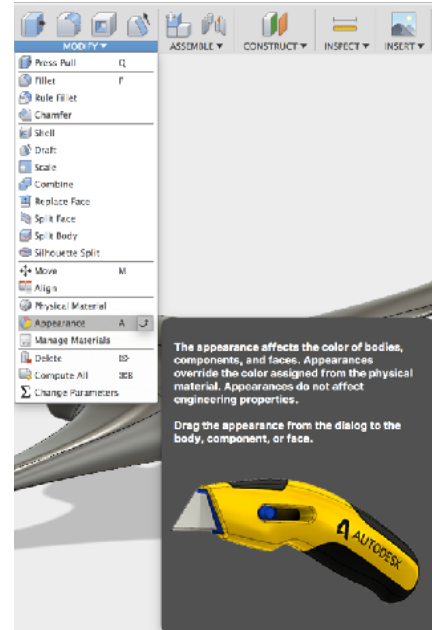 MODIFY ▾
ASSEMBLE ▾
CONSTRUCT ▾
INSPECT ▾
INSERT ▾
Press Pull Q
Fillet F
Rule Fillet
Chamfer
Shell
Draft
Scale
Combine
Replace Face
Split Face
Split Body
Silhouette Split
Move M
Align
Physical Material
Appearance A
Manage Materials
Delete ⌦
Compute All ⌘B
Change Parameters
The appearance affects the color of bodies,
components, and faces. Appearances
override the color assigned from the physical
material. Appearances do not affect
engineering properties.
Drag the appearance from the dialog to the
body, component, or face.
AUTODESK